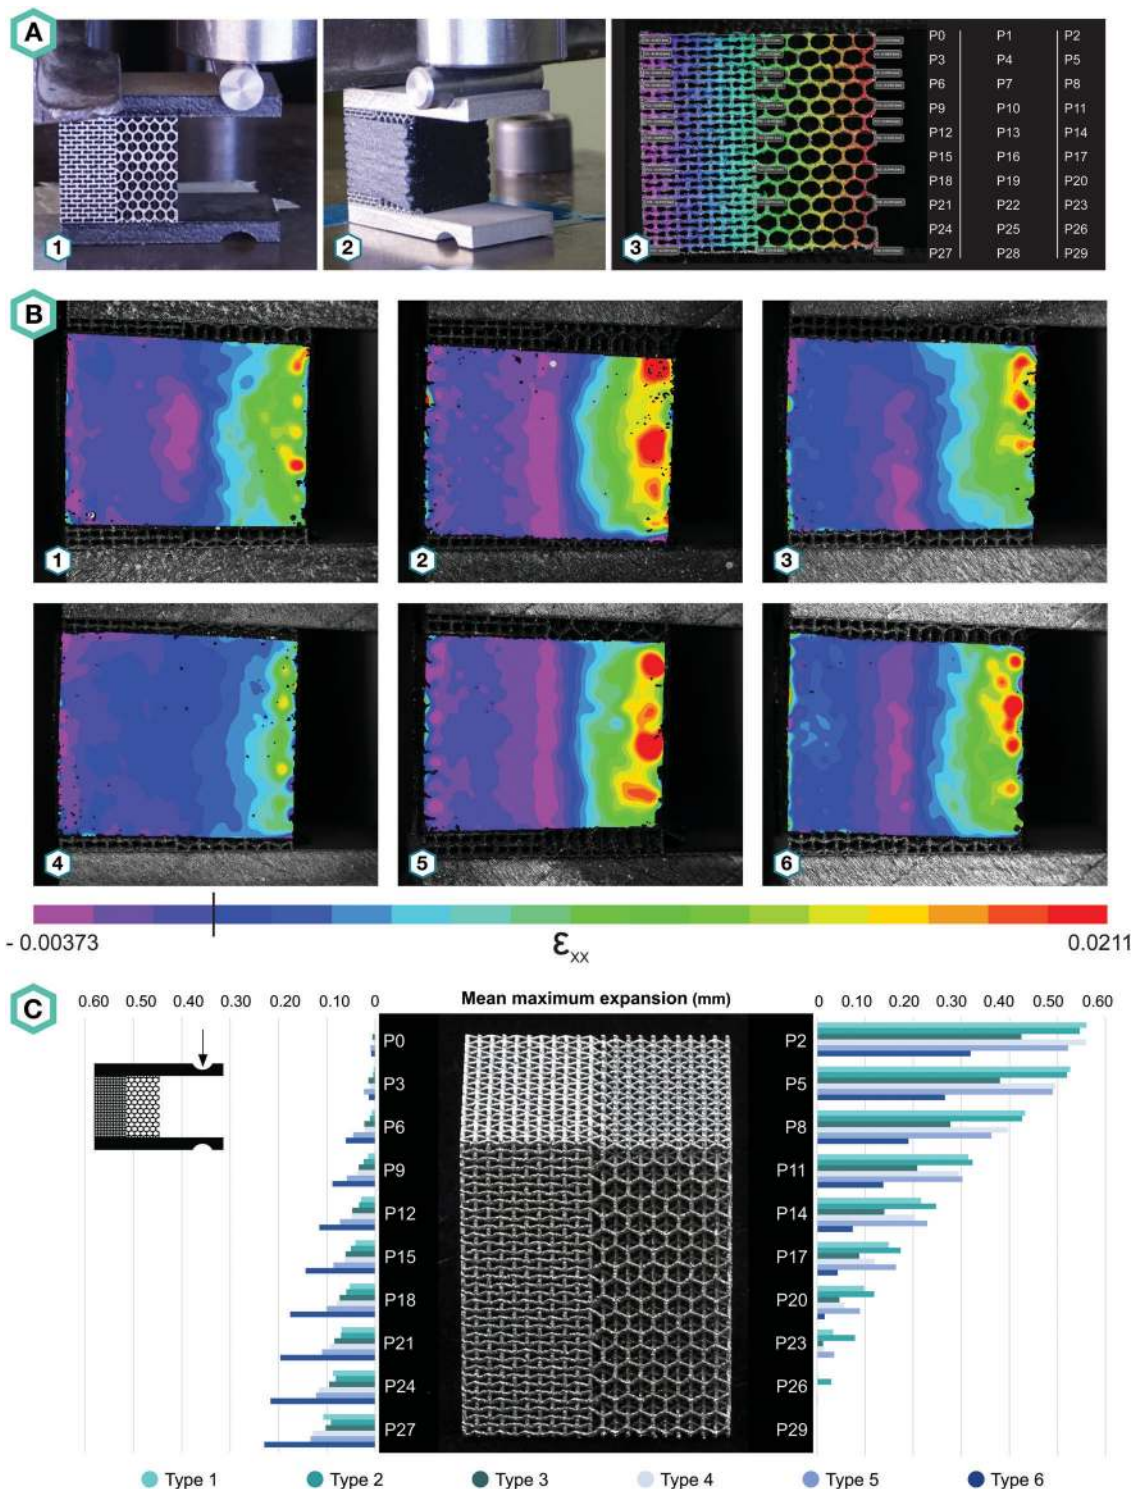 A
1
2
3
P0 P1 P2
P3 P4 P5
P6 P7 P8
P9 P10 P11
P12 P13 P14
P15 P16 P17
P18 P19 P20
P21 P22 P23
P24 P25 P26
P27 P28 P29
B
1
2
3
4
5
6
- 0.00373 εxx 0.0211
C
0.60 0.50 0.40 0.30 0.20 0.10 0 Mean maximum expansion (mm) 0 0.10 0.20 0.30 0.40 0.50 0.60
P0 P2
P3 P5
P6 P8
P9 P11
P12 P14
P15 P17
P18 P20
P21 P23
P24 P26
P27 P29
Type 1 Type 2 Type 3 Type 4 Type 5 Type 6